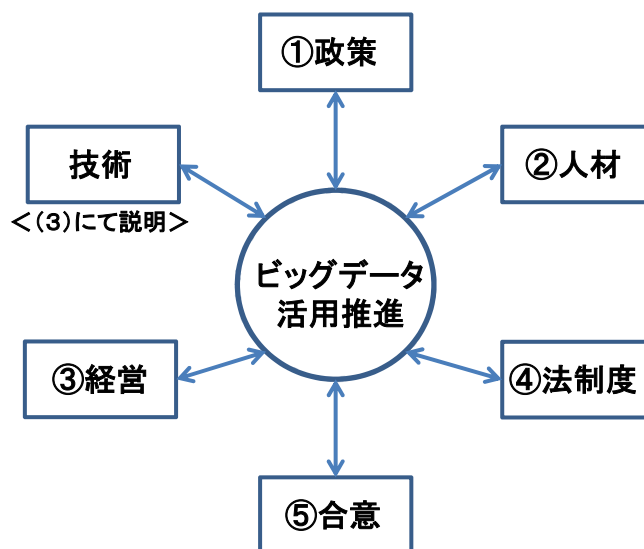 ①政策
技術
＜(3)にて説明＞
②人材
ビッグデータ
活用推進
③経営
④法制度
⑤合意